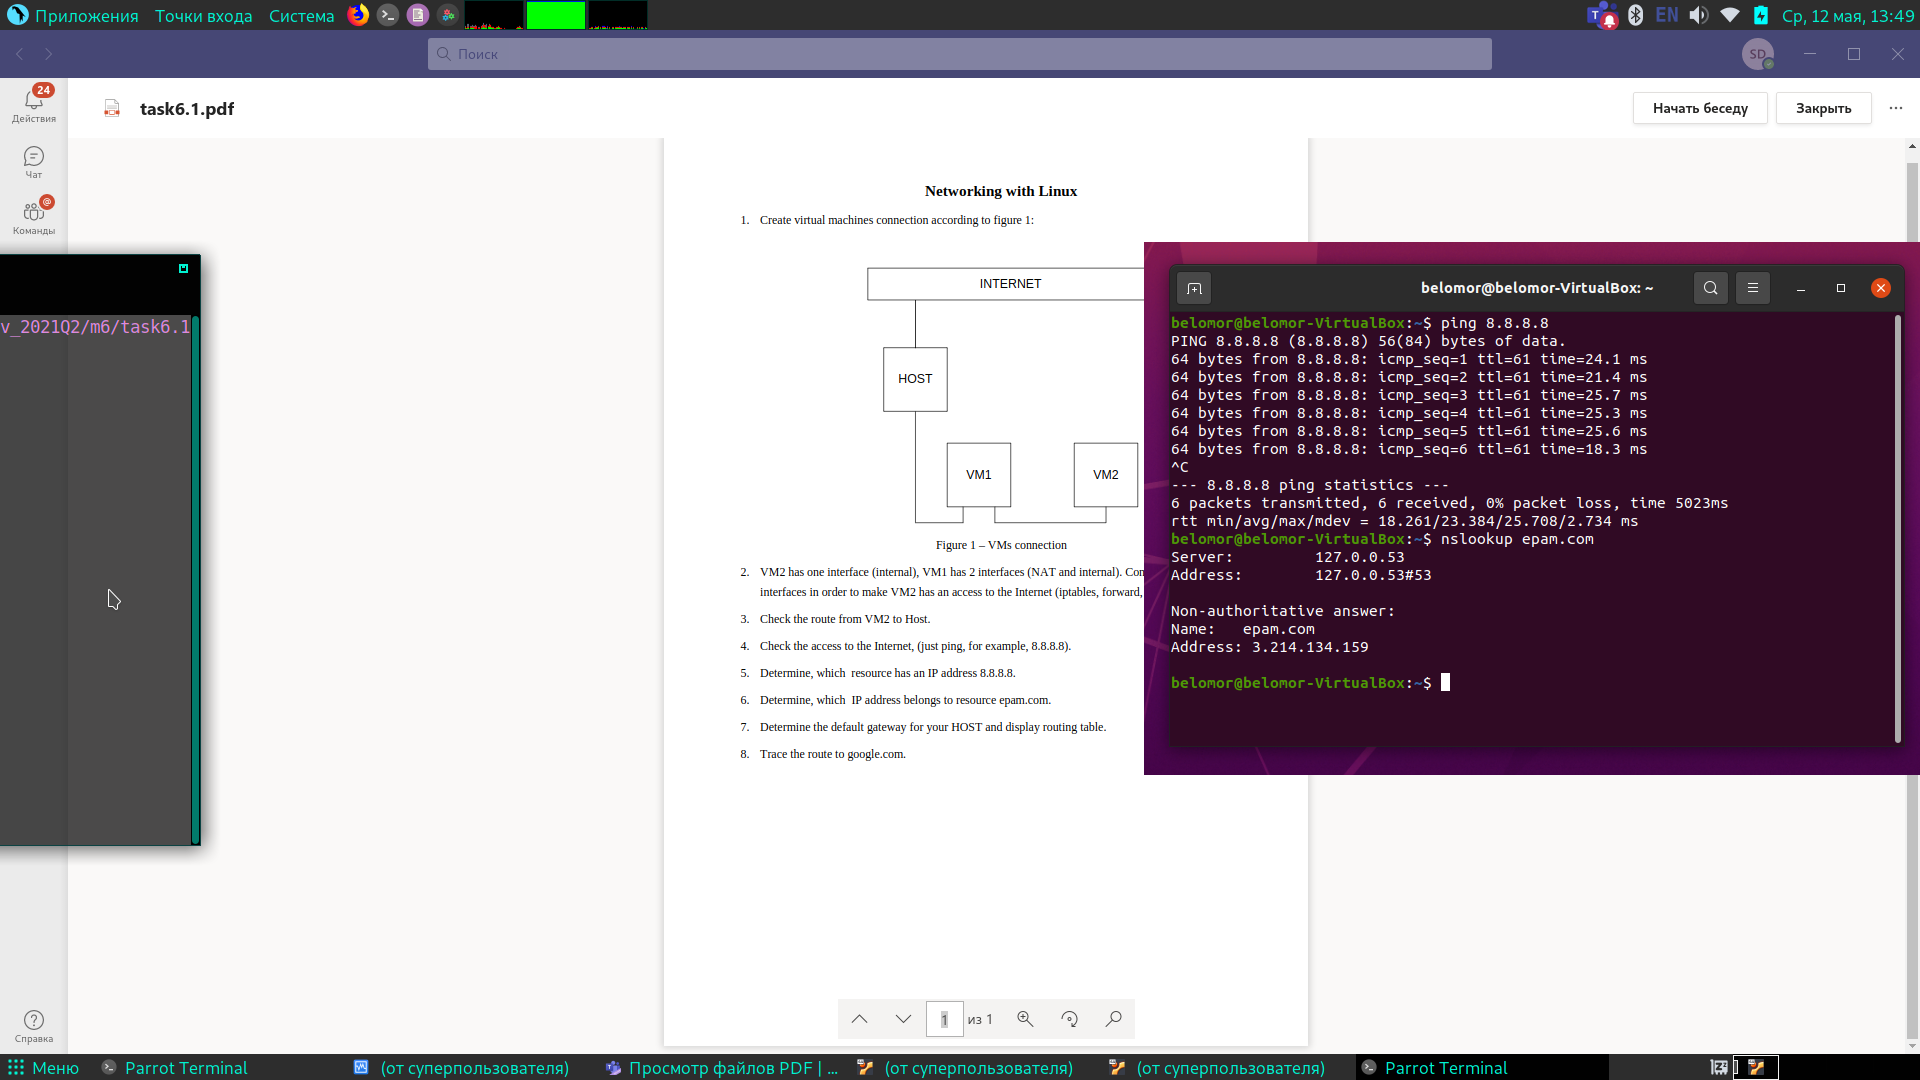 Приложения Точки входа Система
EN
Ср, 12 мая, 13:49
Поиск
SD
24
Действия
Чат
@
Команды
Справка
task6.1.pdf
Начать беседу
Закрыть
...
v_2021Q2/m6/task6.1
Networking with Linux
1. Create virtual machines connection according to figure 1:
INTERNET
HOST
VM1
VM2
Figure 1 – VMs connection
2. VM2 has one interface (internal), VM1 has 2 interfaces (NAT and internal). Con
interfaces in order to make VM2 has an access to the Internet (iptables, forward,
3. Check the route from VM2 to Host.
4. Check the access to the Internet, (just ping, for example, 8.8.8.8).
5. Determine, which resource has an IP address 8.8.8.8.
6. Determine, which IP address belongs to resource epam.com.
7. Determine the default gateway for your HOST and display routing table.
8. Trace the route to google.com.
1 из 1
belomor@belomor-VirtualBox: ~
belomor@belomor-VirtualBox:~$ ping 8.8.8.8
PING 8.8.8.8 (8.8.8.8) 56(84) bytes of data.
64 bytes from 8.8.8.8: icmp_seq=1 ttl=61 time=24.1 ms
64 bytes from 8.8.8.8: icmp_seq=2 ttl=61 time=21.4 ms
64 bytes from 8.8.8.8: icmp_seq=3 ttl=61 time=25.7 ms
64 bytes from 8.8.8.8: icmp_seq=4 ttl=61 time=25.3 ms
64 bytes from 8.8.8.8: icmp_seq=5 ttl=61 time=25.6 ms
64 bytes from 8.8.8.8: icmp_seq=6 ttl=61 time=18.3 ms
^C
--- 8.8.8.8 ping statistics ---
6 packets transmitted, 6 received, 0% packet loss, time 5023ms
rtt min/avg/max/mdev = 18.261/23.384/25.708/2.734 ms
belomor@belomor-VirtualBox:~$ nslookup epam.com
Server: 127.0.0.53
Address: 127.0.0.53#53
Non-authoritative answer:
Name: epam.com
Address: 3.214.134.159
belomor@belomor-VirtualBox:~$
Меню
Parrot Terminal
(от суперпользователя)
Просмотр файлов PDF | ...
(от суперпользователя)
(от суперпользователя)
Parrot Terminal